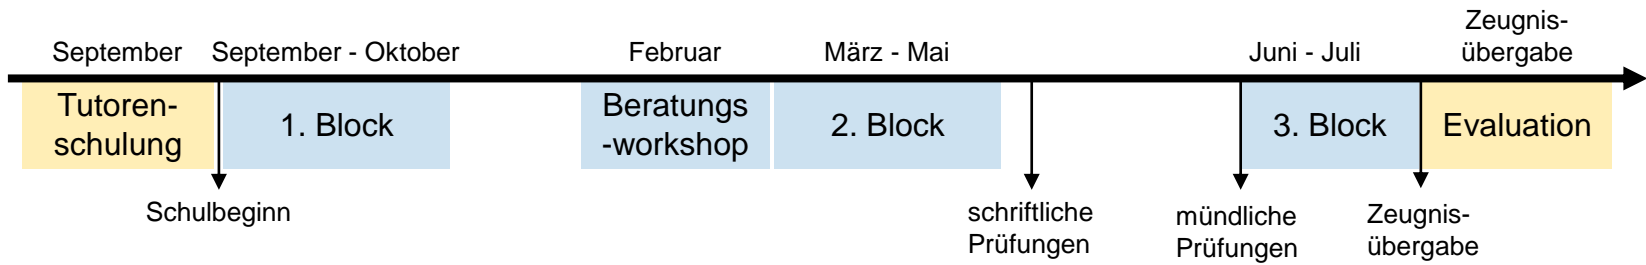 September
September - Oktober
Februar
März - Mai
Juni - Juli
Zeugnis-
übergabe
Tutoren-
schulung
1. Block
Beratungs
-workshop
2. Block
3. Block
Evaluation
Schulbeginn
schriftliche
Prüfungen
mündliche
Prüfungen
Zeugnis-
übergabe